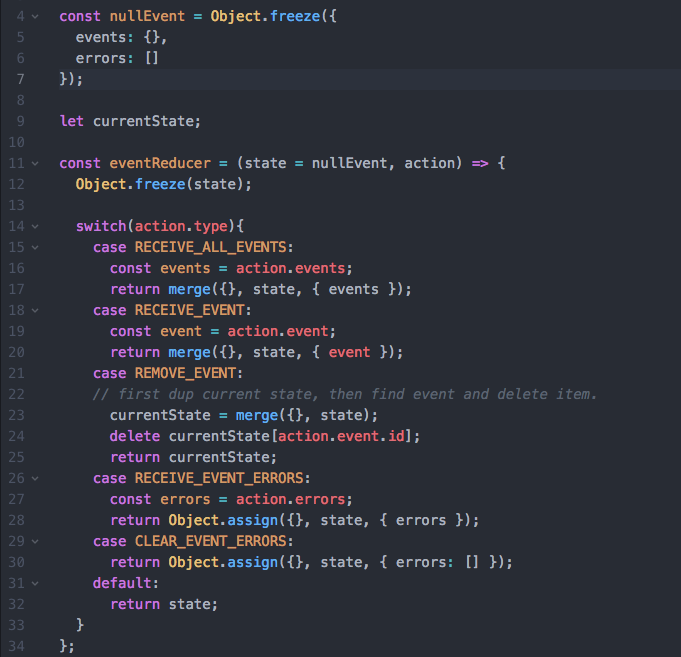 4 const nullEvent = Object.freeze({
5   events: {},
6   errors: []
7 });
8
9 let currentState;
10
11 const eventReducer = (state = nullEvent, action) => {
12   Object.freeze(state);
13
14   switch(action.type){
15     case RECEIVE_ALL_EVENTS:
16       const events = action.events;
17       return merge({}, state, { events });
18     case RECEIVE_EVENT:
19       const event = action.event;
20       return merge({}, state, { event });
21     case REMOVE_EVENT:
22     // first dup current state, then find event and delete item.
23       currentState = merge({}, state);
24       delete currentState[action.event.id];
25       return currentState;
26     case RECEIVE_EVENT_ERRORS:
27       const errors = action.errors;
28       return Object.assign({}, state, { errors });
29     case CLEAR_EVENT_ERRORS:
30       return Object.assign({}, state, { errors: [] });
31     default:
32       return state;
33   }
34 };